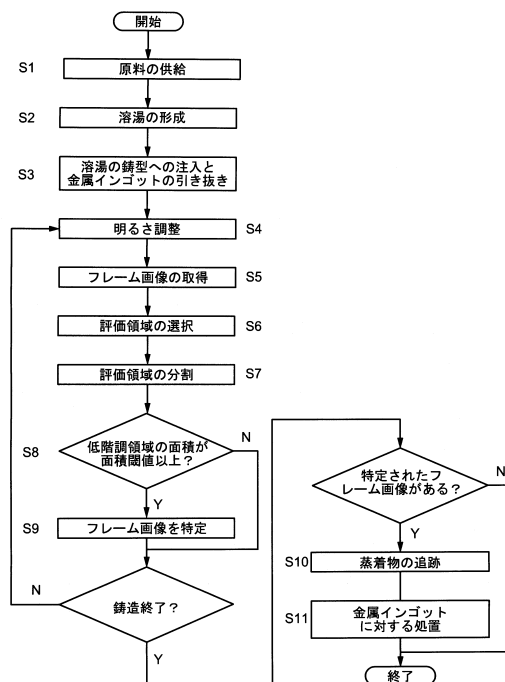 開始
S1
原料の供給
S2
溶湯の形成
S3
溶湯の鋳型への注入と
金属インゴットの引き抜き
明るさ調整
S4
フレーム画像の取得
S5
評価領域の選択
S6
評価領域の分割
S7
S8
低階調領域の面積が
面積閾値以上？
N
Y
S9
フレーム画像を特定
N
鋳造終了？
Y
特定されたフ
レーム画像がある？
N
Y
S10
蒸着物の追跡
S11
金属インゴット
に対する処置
終了